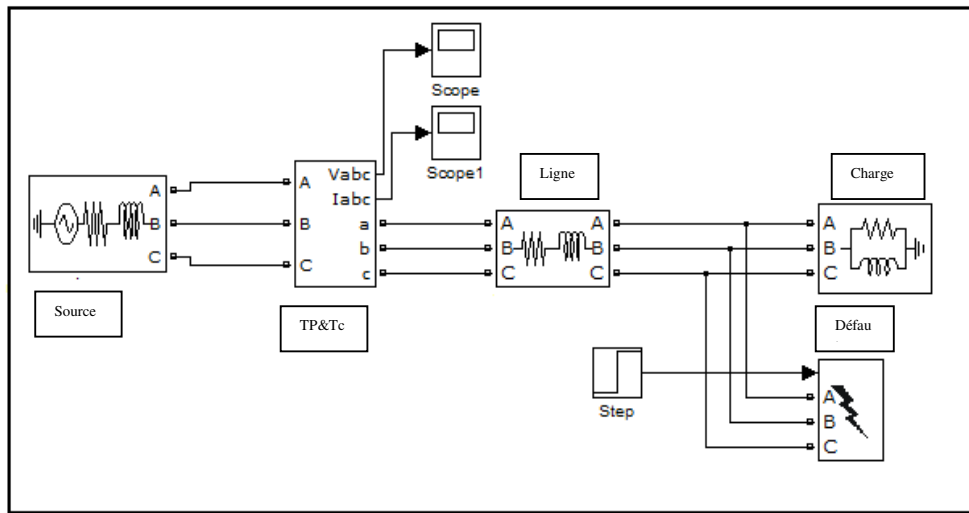 Scope
Scope1
Ligne
Charge
Vabc
Iabc
A
B
C
A
B
C
a
b
c
A
B
C
A
B
C
A
B
C
Source
TP&Tc
Défau
Step
A
B
C